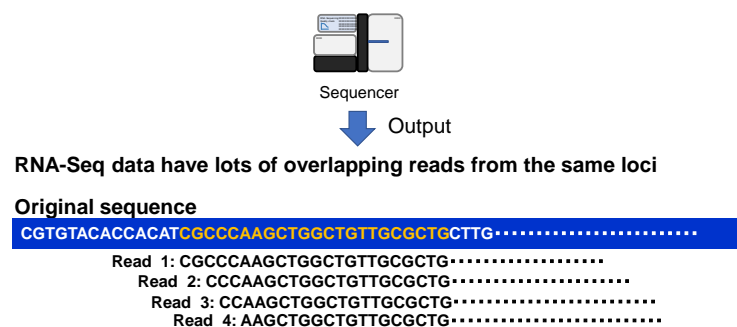 Sequencer
Output
RNA-Seq data have lots of overlapping reads from the same loci
Original sequence
CGTGTACACCACATCGCCCAAGCTGGCTGTTGCGCTGCTTG························
Read 1: CGCCCAAGCTGGCTGTTGCGCTG···················
Read 2: CCCAAGCTGGCTGTTGCGCTG······················
Read 3: CCAAGCTGGCTGTTGCGCTG·························
Read 4: AAGCTGGCTGTTGCGCTG··························